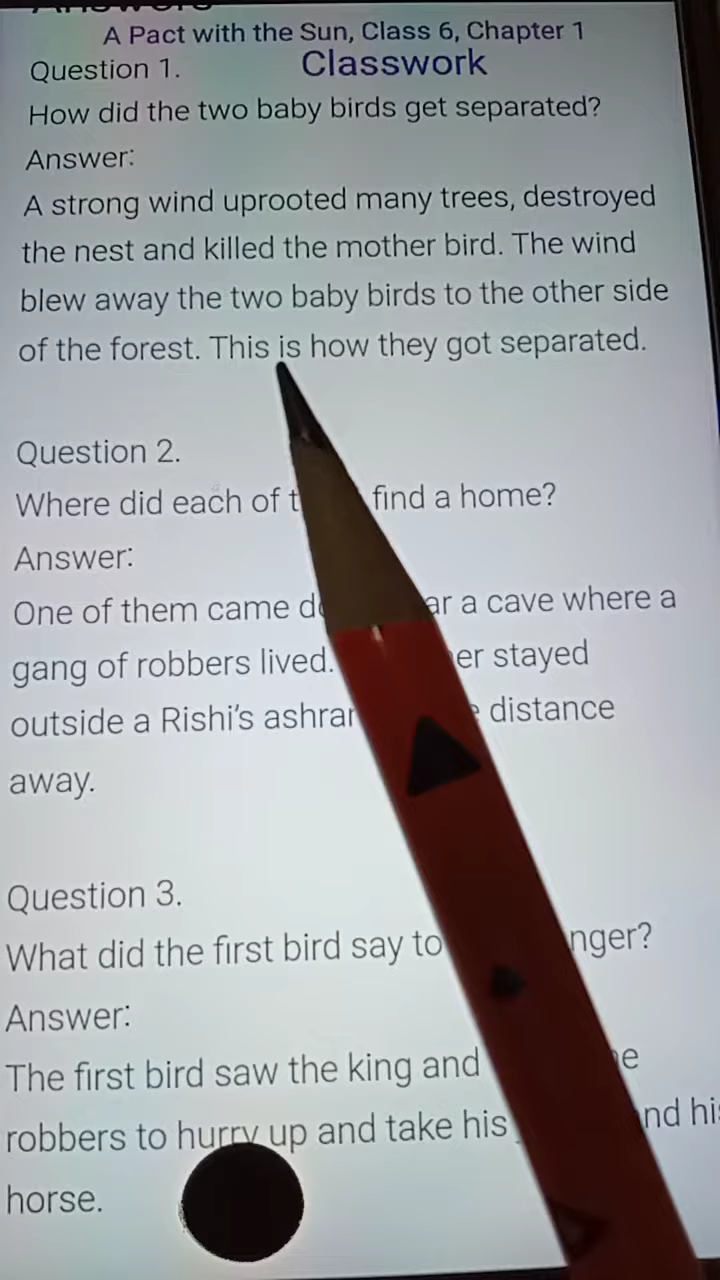 A Pact with the Sun, Class 6, Chapter 1
Question 1.
Classwork
How did the two baby birds get separated?
Answer:
A strong wind uprooted many trees, destroyed
the nest and killed the mother bird. The wind
blew away the two baby birds to the other side
of the forest. This is how they got separated.
Question 2.
Where did each of find a home?
Answer:
One of them came a cave where a
gang of robbers lived. stayed
outside a Rishi's distance
away.
Question 3.
What did the first bird say to
Answer:
The first bird saw the king and
robbers to hurry up and take his
horse.